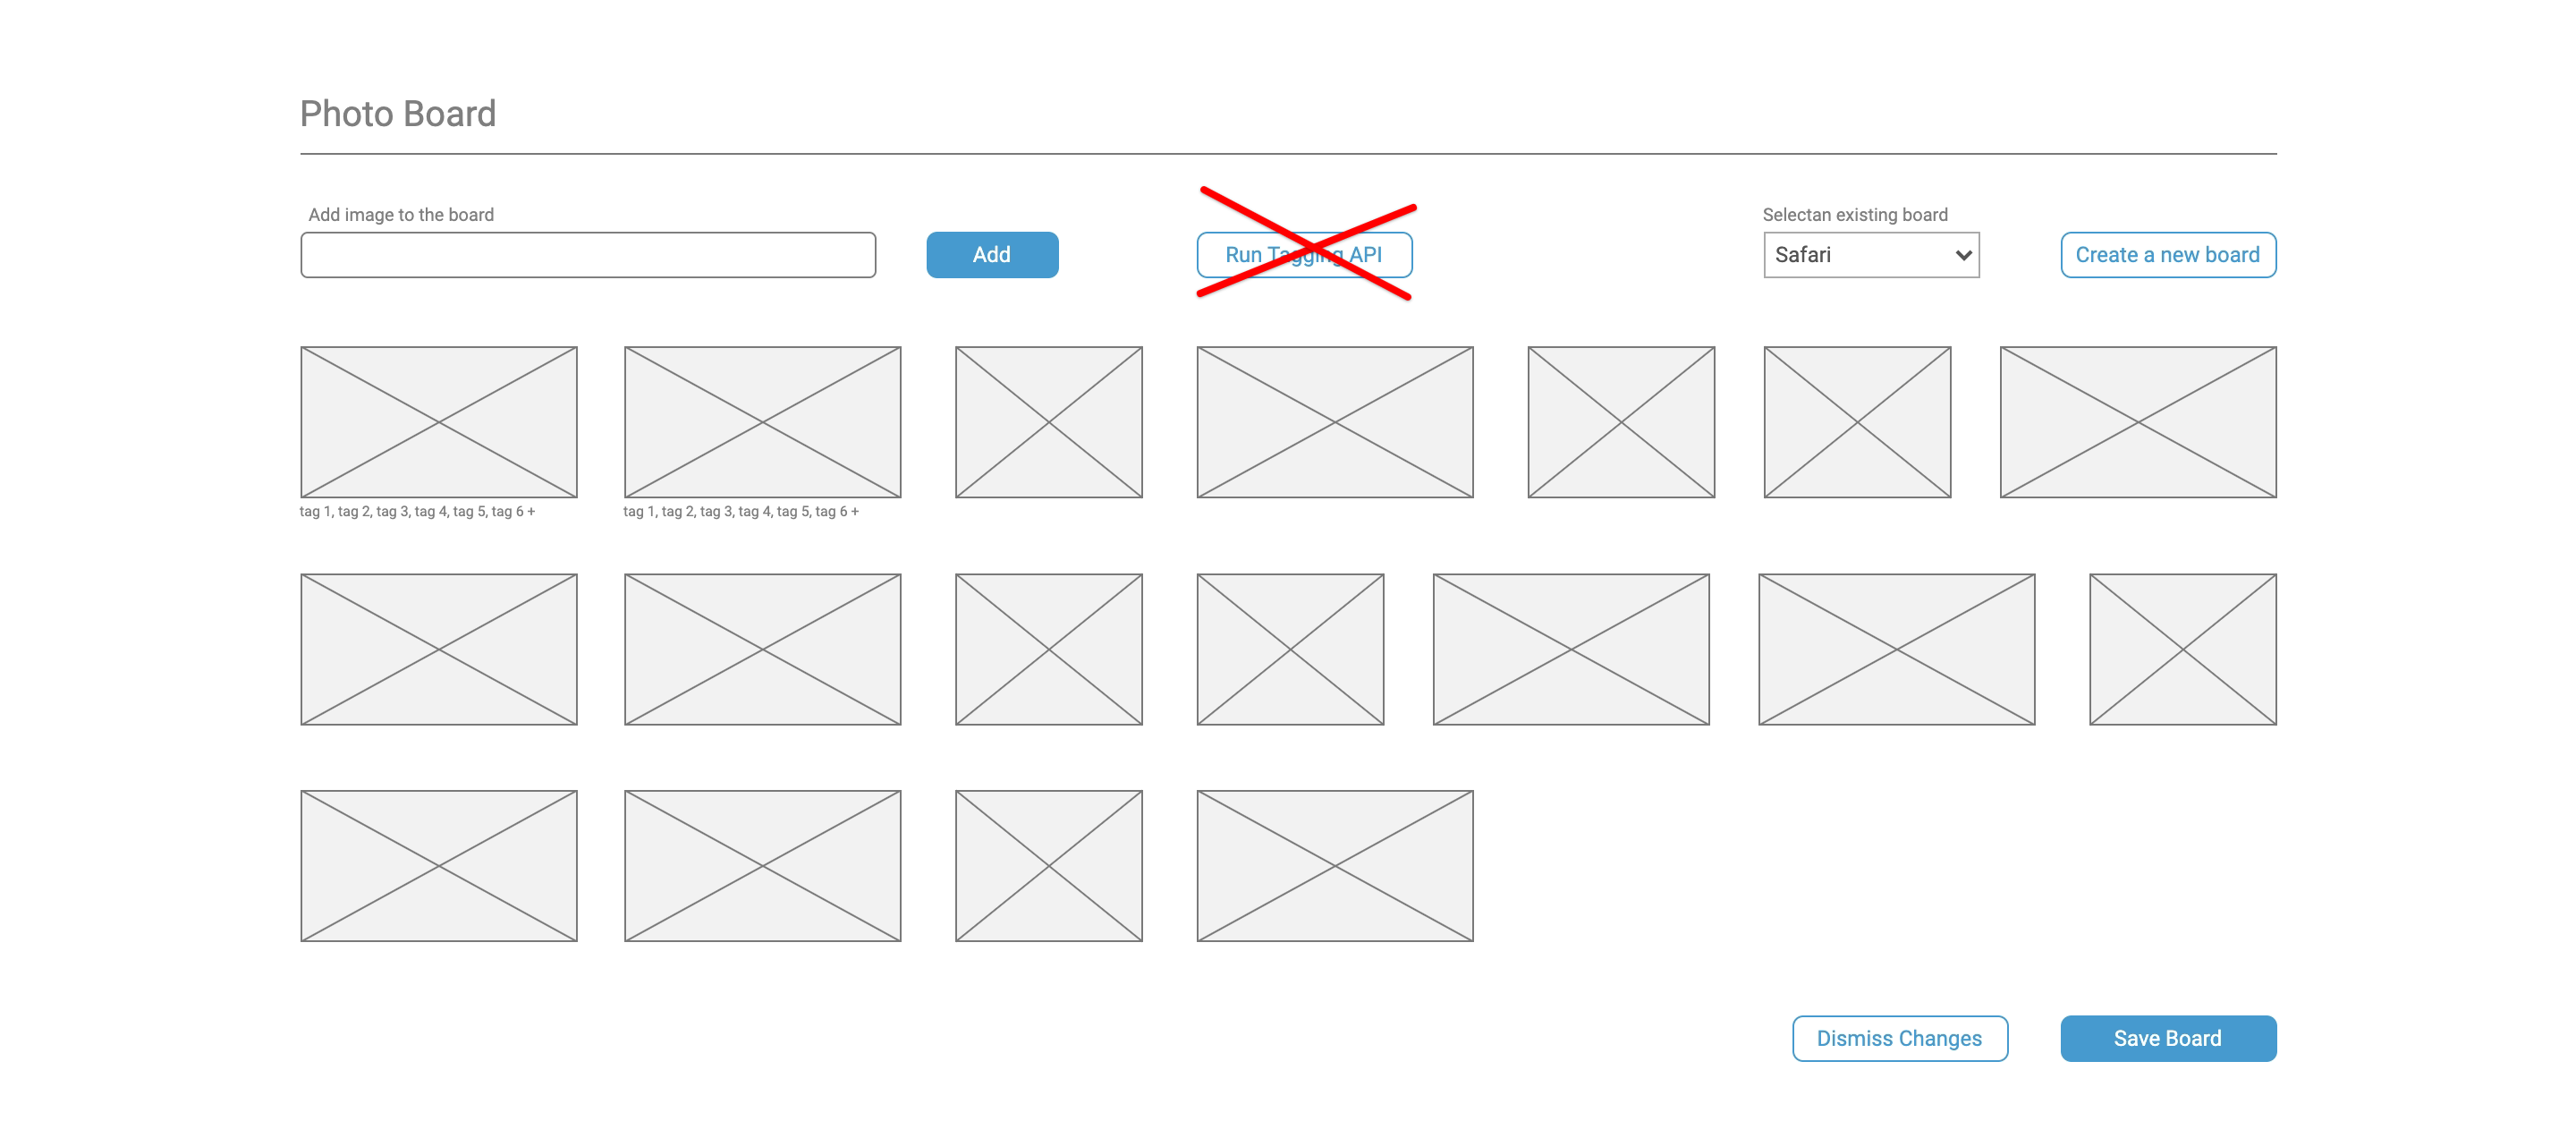 Photo Board
Add image to the board
Add
Run Tagging API
Selectan existing board
Safari
Create a new board
tag 1, tag 2, tag 3, tag 4, tag 5, tag 6 +
tag 1, tag 2, tag 3, tag 4, tag 5, tag 6 +
Dismiss Changes
Save Board